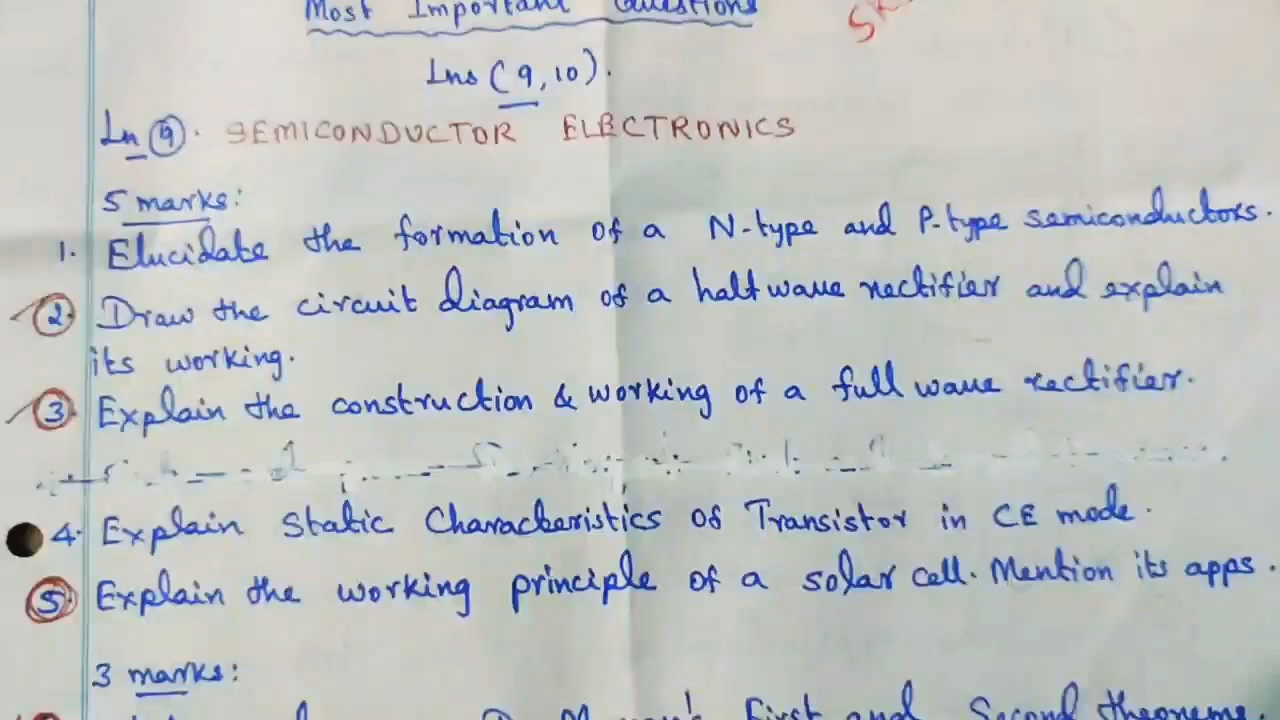 Most Important Questions
Lns (9,10).
Ln 9. SEMICONDUCTOR ELECTRONICS
5 marks:
1. Elucidate the formation of a N-type and P-type semiconductors.
2. Draw the circuit diagram of a half wave rectifier and explain
its working.
3. Explain the construction & working of a full wave rectifier.
4. Explain Static Characteristics of Transistor in CE mode.
5. Explain the working principle of a solar cell. Mention its apps.
3 marks:
First and Second theorems.